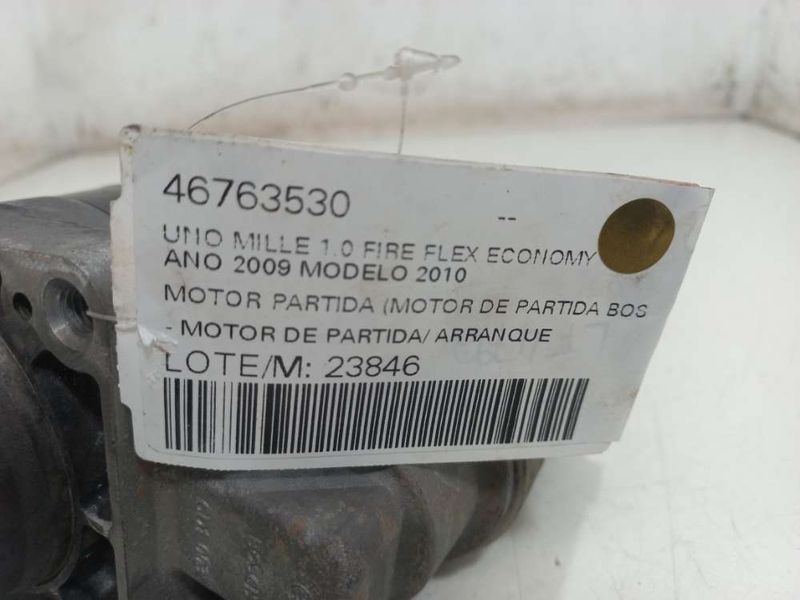 46763530
--
UNO MILLE 1.0 FIRE FLEX ECONOMY
ANO 2009 MODELO 2010
MOTOR PARTIDA (MOTOR DE PARTIDA BOS
- MOTOR DE PARTIDA/ ARRANQUE
LOTE/M: 23846